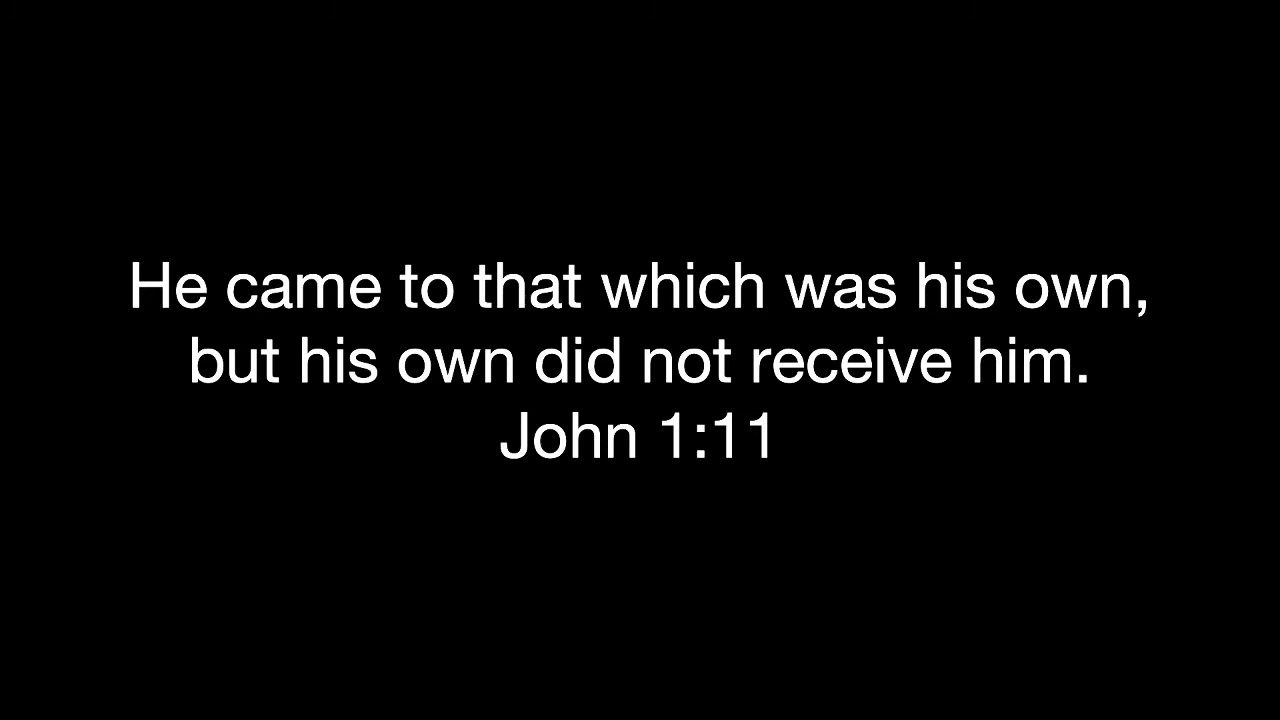 He came to that which was his own,
but his own did not receive him.
John 1:11